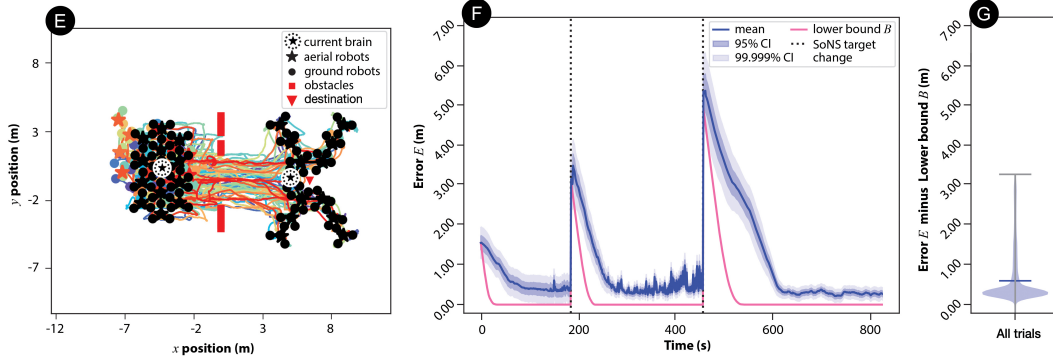 E
8
3
-2
-7
-12
-7
-2
3
8
y position (m)
x position (m)
current brain
aerial robots
ground robots
obstacles
destination
F
7.00
6.00
5.00
4.00
3.00
2.00
1.00
0.00
Error E (m)
0
200
400
600
800
Time (s)
mean
95% CI
99.999% CI
lower bound B
SoNS target
change
G
7.00
6.00
5.00
4.00
3.00
2.00
1.00
0.00
Error E minus Lower bound B (m)
All trials